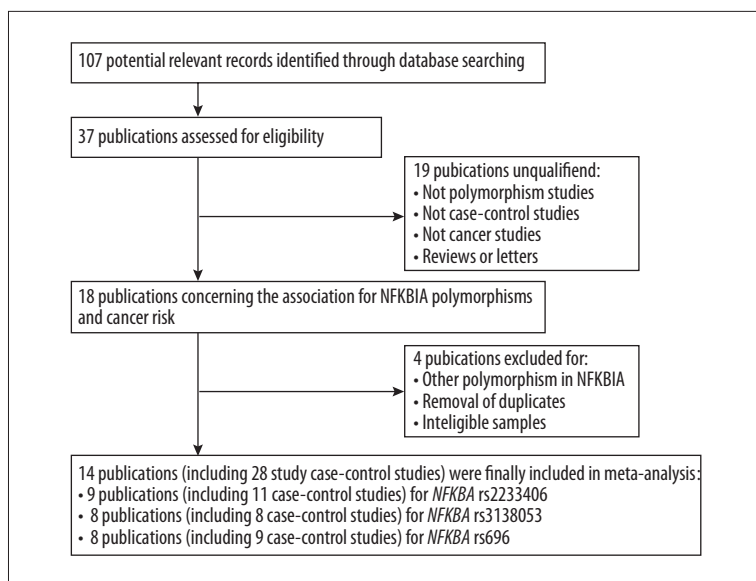 107 potential relevant records identified through database searching
37 publications assessed for eligibility
19 pubications unqualifiend:
• Not polymorphism studies
• Not case-control studies
• Not cancer studies
• Reviews or letters
18 publications concerning the association for NFKBIA polymorphisms
and cancer risk
4 pubications excluded for:
• Other polymorphism in NFKBIA
• Removal of duplicates
• Inteligible samples
14 publications (including 28 study case-control studies) were finally included in meta-analysis:
• 9 publications (including 11 case-control studies) for NFKBA rs2233406
• 8 publications (including 8 case-control studies) for NFKBA rs3138053
• 8 publications (including 9 case-control studies) for NFKBA rs696